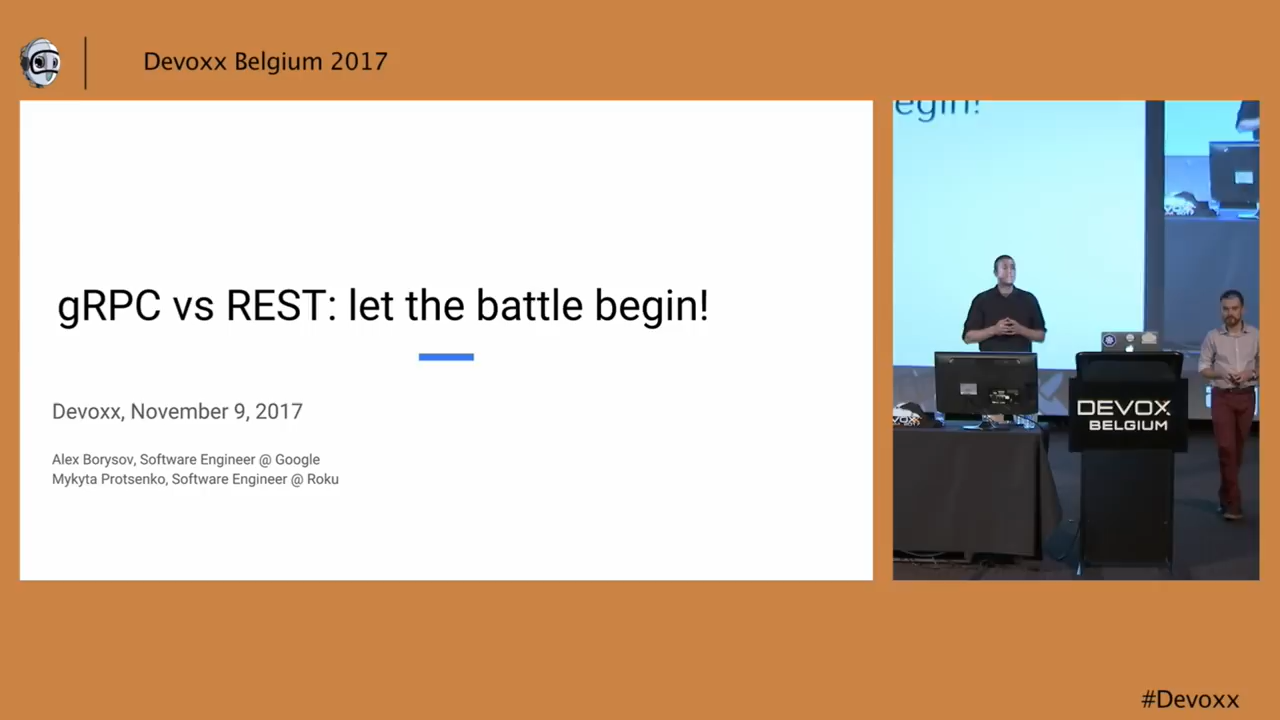 Devoxx Belgium 2017
gRPC vs REST: let the battle begin!
Devoxx, November 9, 2017
Alex Borysov, Software Engineer @ Google
Mykyta Protsenko, Software Engineer @ Roku
egin!
DEVOXX
BELGIUM
#Devoxx